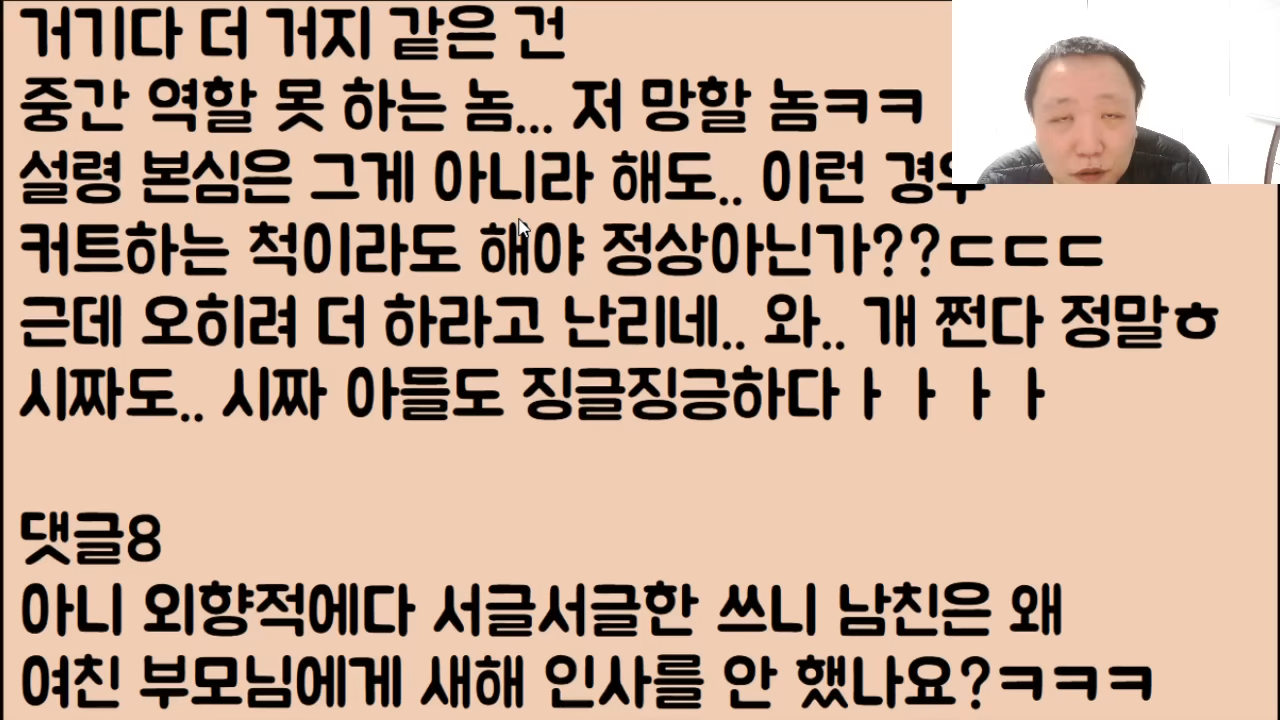 거기다 더 거지 같은 건
중간 역할 못 하는 놈... 저 망할 놈ㅋㅋ
설령 본심은 그게 아니라 해도.. 이런 경우
커트하는 척이라도 해야 정상아닌가??ㄷㄷㄷ
근데 오히려 더 하라고 난리네.. 와.. 개 쩐다 정말ㅎ
시짜도.. 시짜 아들도 징글징긍하다ㅏㅏㅏㅏ
댓글8
아니 외향적에다 서글서글한 쓰니 남친은 왜
여친 부모님에게 새해 인사를 안 했나요?ㅋㅋㅋ